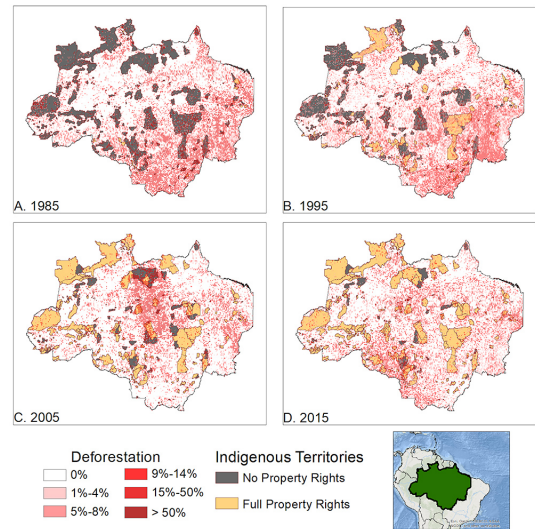 A. 1985
B. 1995
C. 2005
D. 2015
Deforestation
0%
1%-4%
5%-8%
9%-14%
15%-50%
> 50%
Indigenous Territories
No Property Rights
Full Property Rights